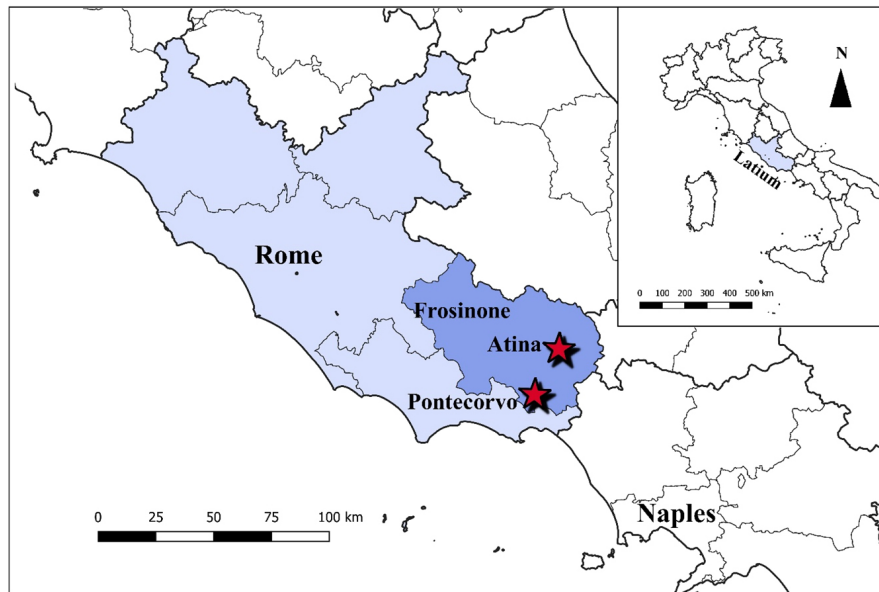 N
Latium
0 100 200 300 400 500 km
Rome
Frosinone
Atina
Pontecorvo
Naples
0 25 50 75 100 km